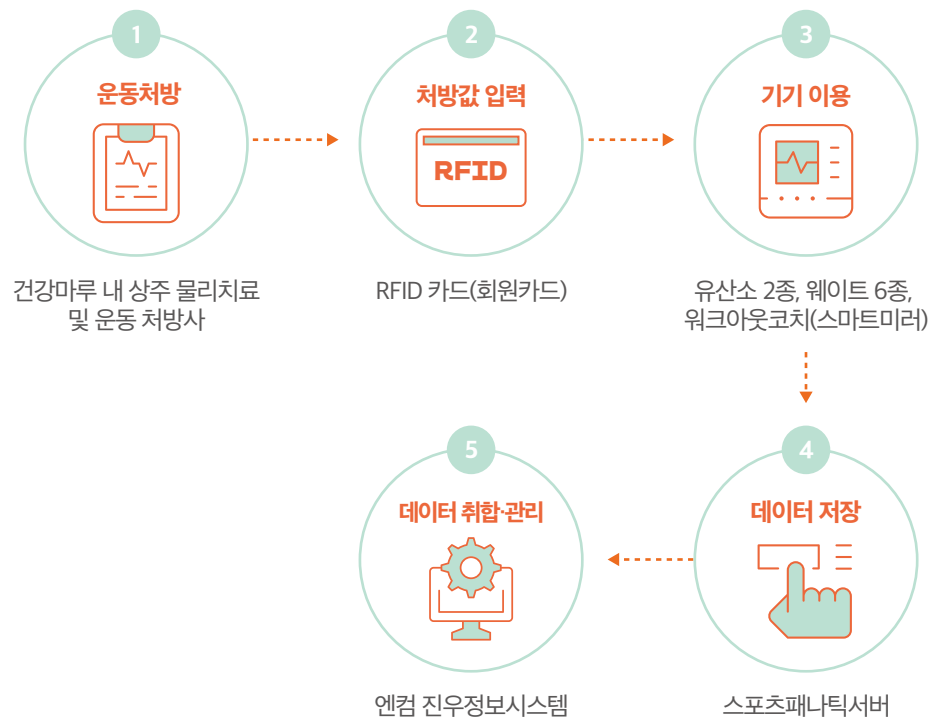 1
운동처방
건강마루 내 상주 물리치료
및 운동 처방사
2
처방값 입력
RFID
RFID 카드(회원카드)
3
기기 이용
유산소 2종, 웨이트 6종,
워크아웃코치(스마트미러)
4
데이터 저장
스포츠패나틱서버
5
데이터 취합·관리
엔컴 진우정보시스템